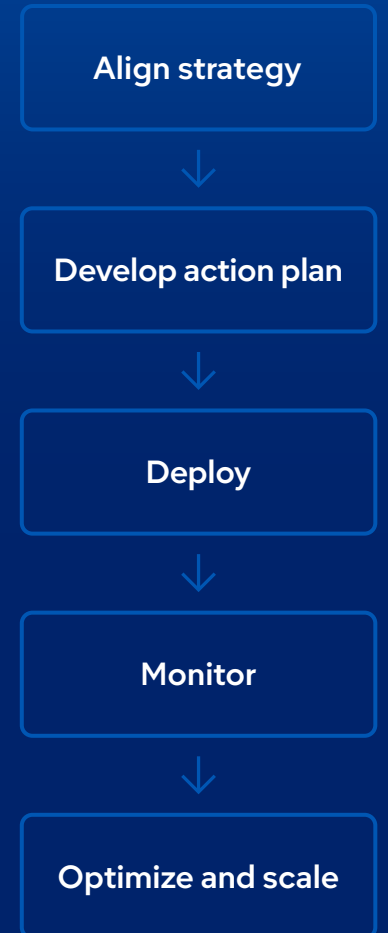 Align strategy
Develop action plan
Deploy
Monitor
Optimize and scale